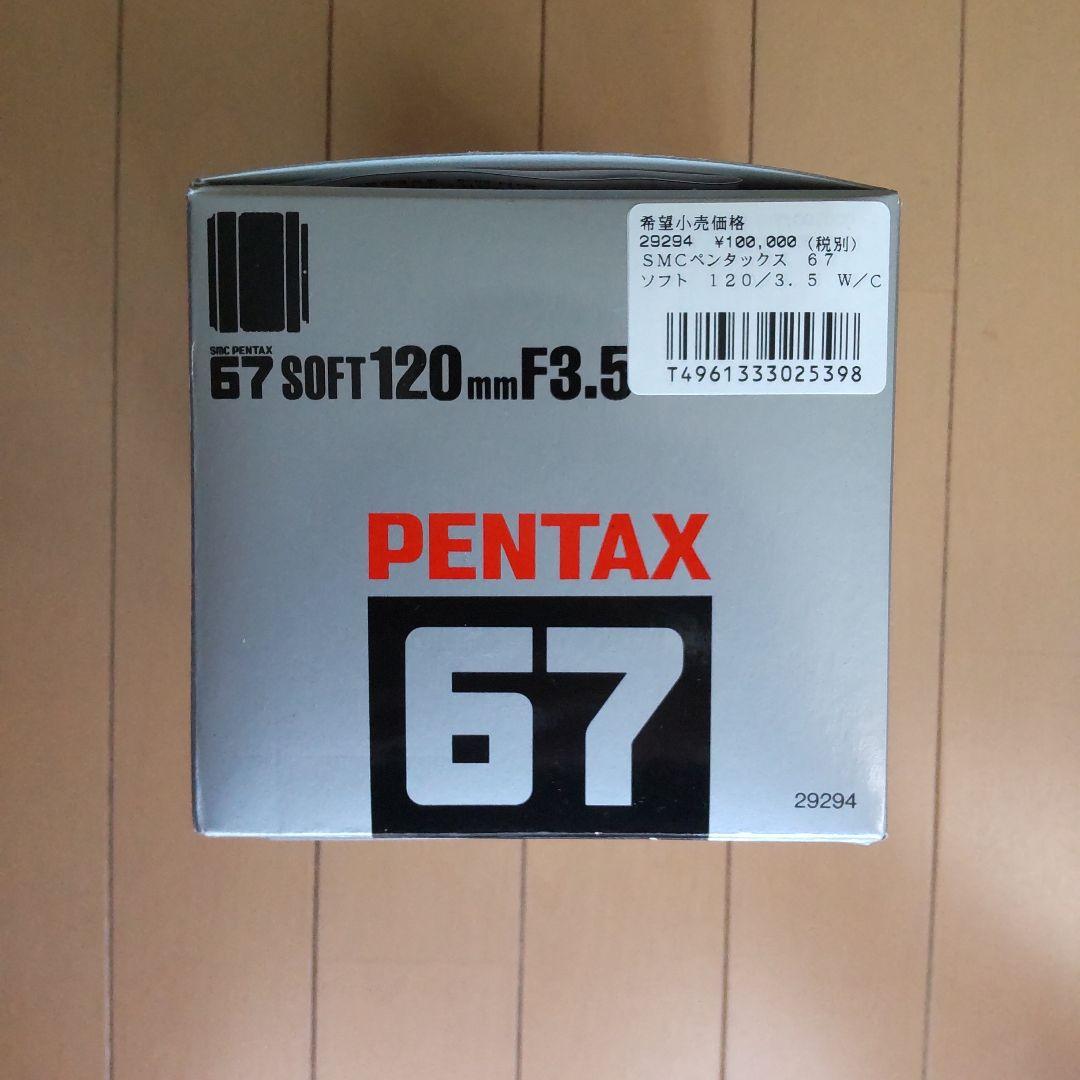 希望小売価格
29294 ¥100,000 (税別)
SMCペンタックス 67
ソフト 120/3.5 W/C
T4961333025398
SMC PENTAX
67 SOFT 120mm F3.5
PENTAX
67
29294